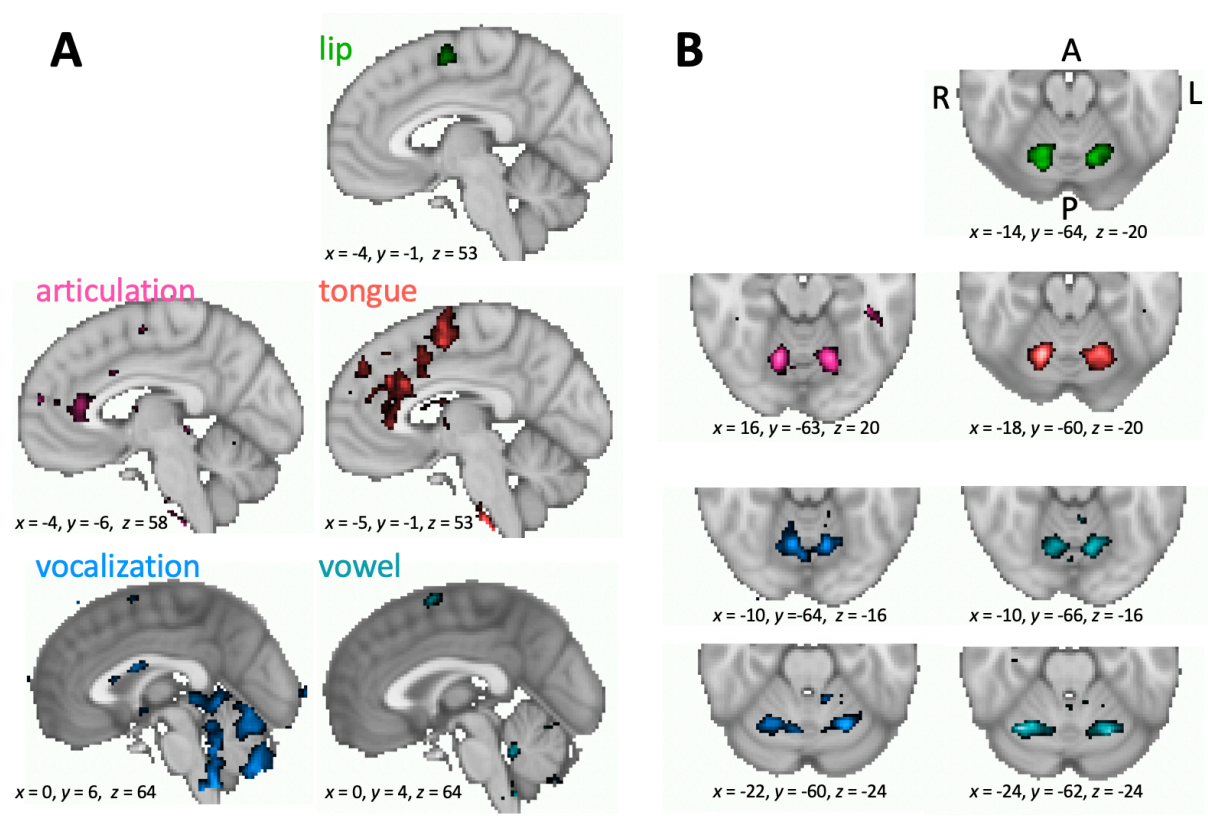 A
lip
x = -4, y = -1, z = 53
articulation
tongue
x = -4, y = -6, z = 58
x = -5, y = -1, z = 53
vocalization
vowel
x = 0, y = 6, z = 64
x = 0, y = 4, z = 64
B
A
R
L
P
x = -14, y = -64, z = -20
x = 16, y = -63, z = 20
x = -18, y = -60, z = -20
x = -10, y =-64, z = -16
x = -10, y = -66, z = -16
x = -22, y = -60, z = -24
x = -24, y = -62, z = -24